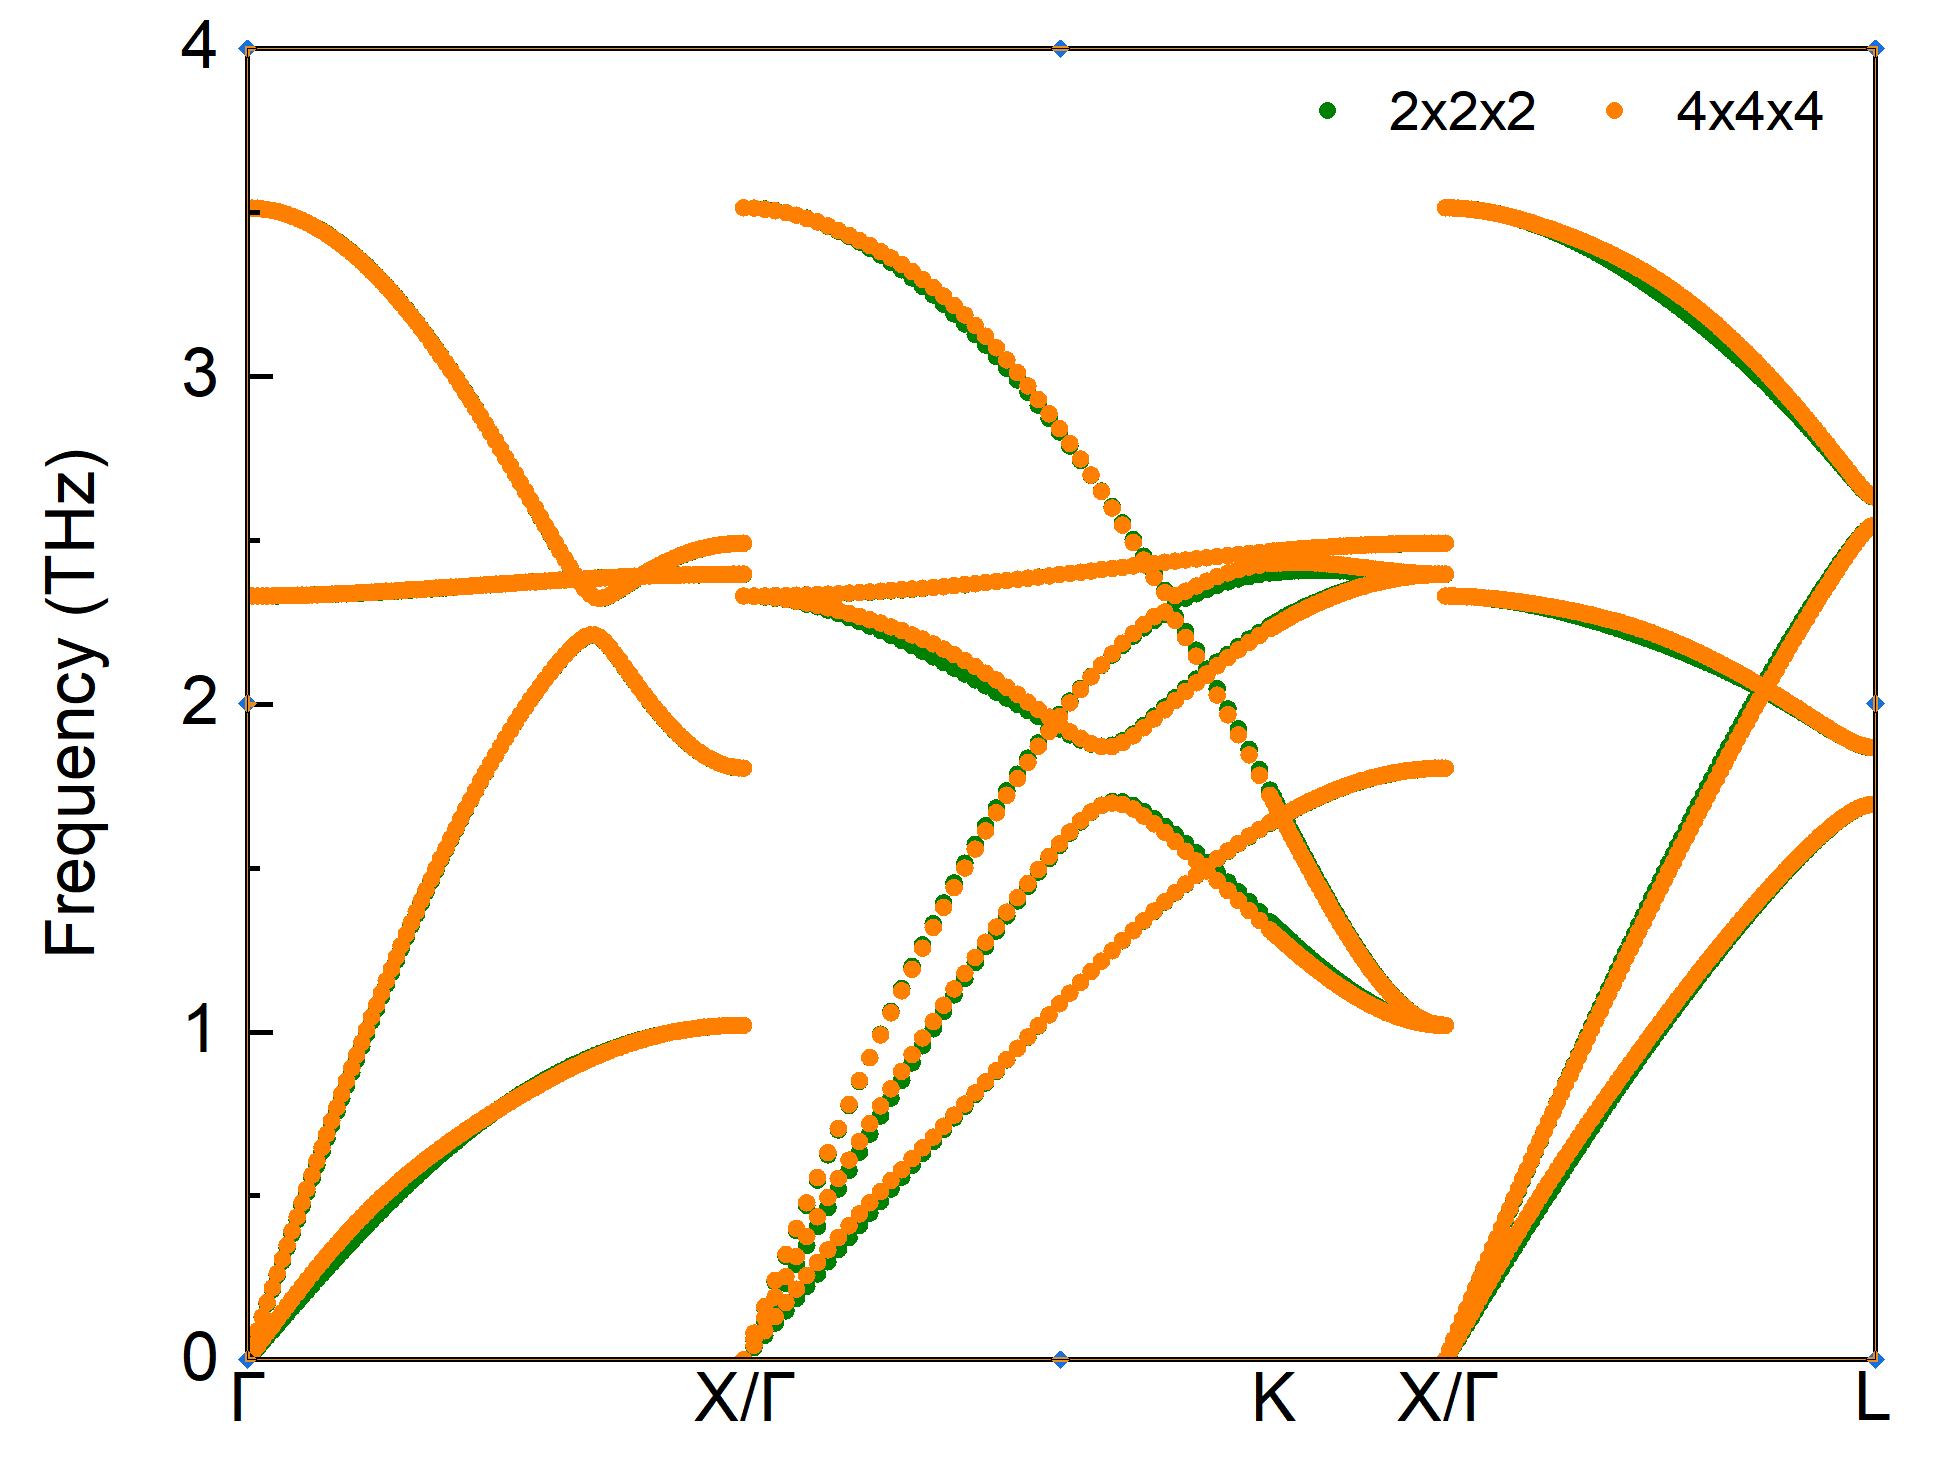 4
2x2x2 4x4x4
3
Frequency (THz)
2
1
0
Γ X/Γ K X/Γ L